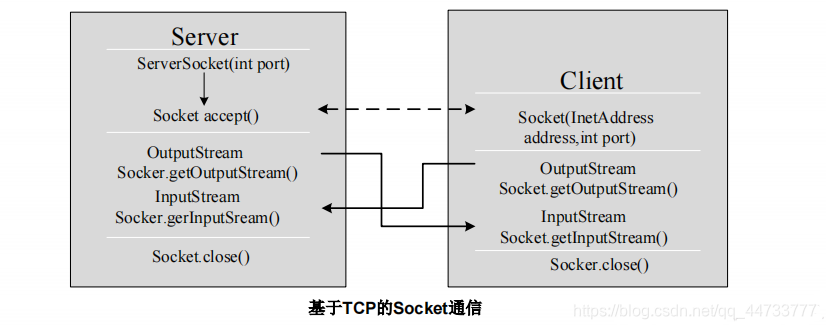 Server
ServerSocket(int port)
Socket accept()
OutputStream
Socker.getOutputStream()
InputStream
Socker.gerInputSream()
Socket.close()
Client
Socket(InetAddress
address,int port)
OutputStream
Socket.getOutputStream()
InputStream
Socket.getInputStream()
Socker.close()
基于TCP的Socket通信
https://blog.csdn.net/qq_44733777